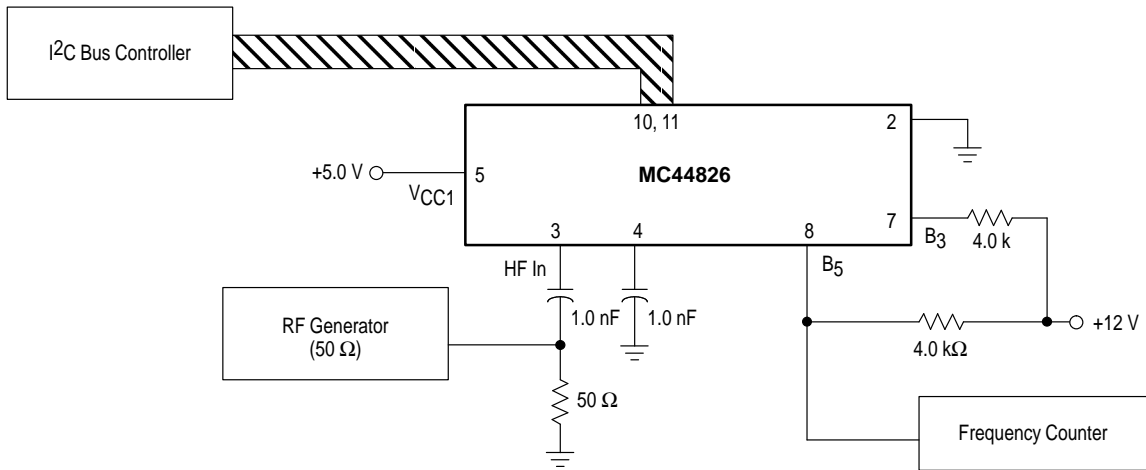 I2C Bus Controller
10, 11
2
+5.0 V
VCC1
5
MC44826
7
B3
4.0 k
3
4
8
HF In
B5
1.0 nF
1.0 nF
RF Generator
(50 Ω)
+12 V
4.0 kΩ
50 Ω
Frequency Counter